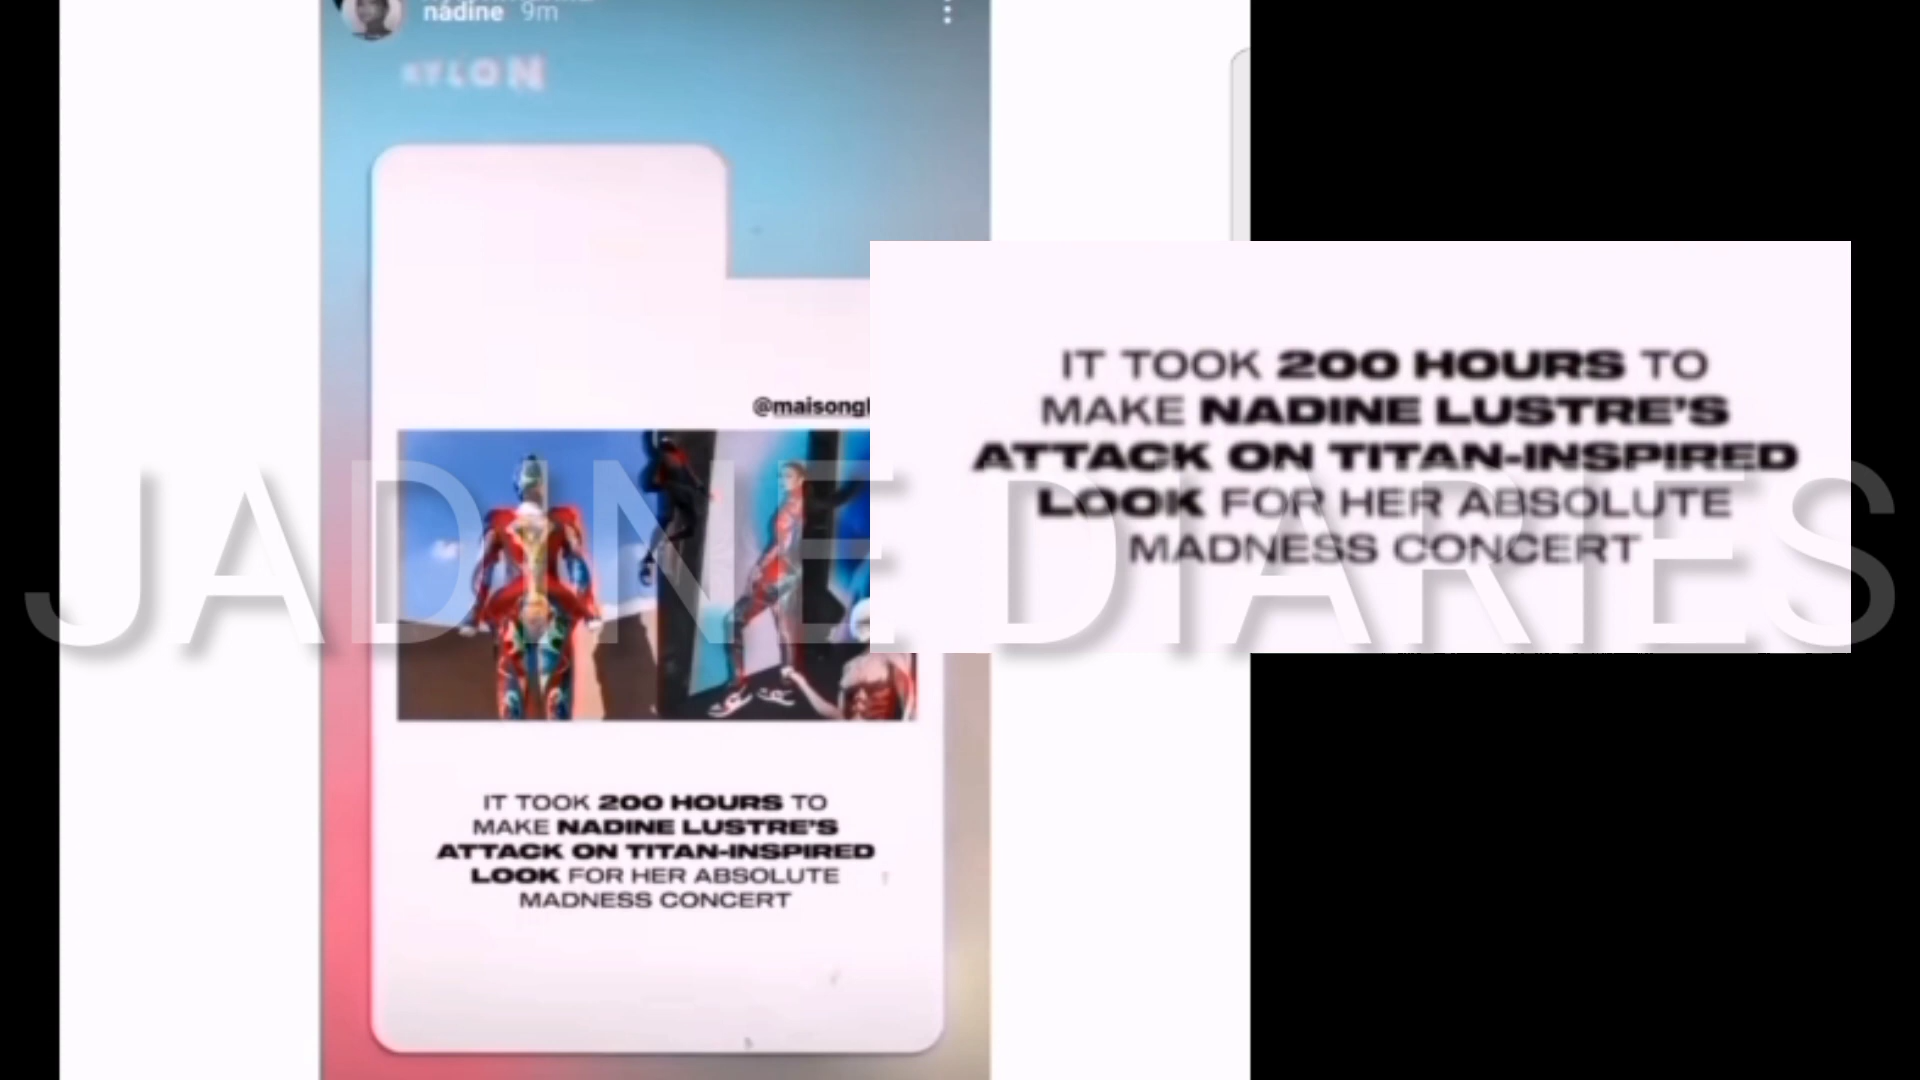 nadine 9m
NYLON
@maisongl
IT TOOK 200 HOURS TO
MAKE NADINE LUSTRE'S
ATTACK ON TITAN-INSPIRED
LOOK FOR HER ABSOLUTE
MADNESS CONCERT
IT TOOK 200 HOURS TO
MAKE NADINE LUSTRE'S
ATTACK ON TITAN-INSPIRED
LOOK FOR HER ABSOLUTE
MADNESS CONCERT
JADINE DIARIES